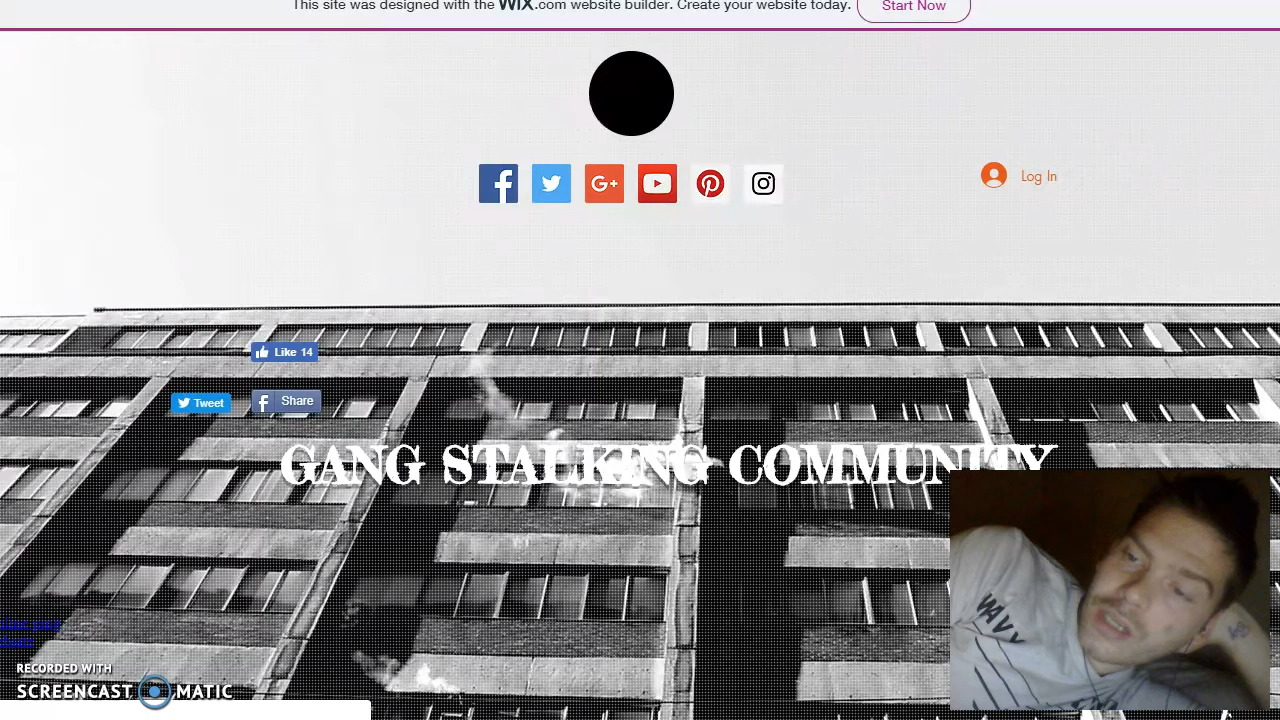 This site was designed with the WiX.com website builder. Create your website today.
Start Now
Log In
Like 14
Tweet
Share
GANG STALKING COMMUNITY
RECORDED WITH
SCREENCAST MATIC